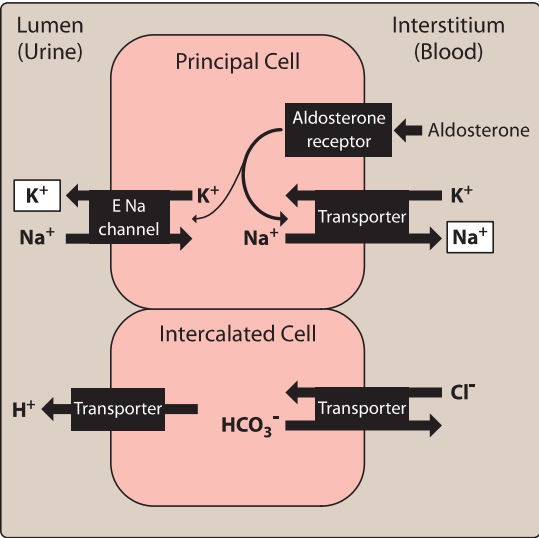 Lumen
(Urine)
Interstitium
(Blood)
Principal Cell
Aldosterone
receptor
Aldosterone
K⁺
E Na
channel
K⁺
Transporter
K⁺
Na⁺
Na⁺
Na⁺
Intercalated Cell
H⁺
Transporter
HCO₃⁻
Transporter
Cl⁻